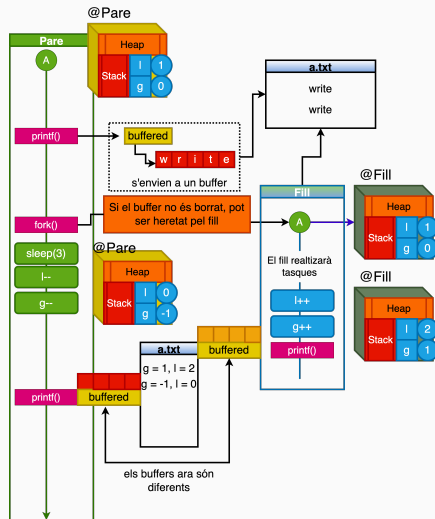 @Pare
Pare
A
Heap
Stack
l 1
g 0
a.txt
write
write
printf()
buffered
w r i t e
s'envien a un buffer
@Fill
Fill
Si el buffer no és borrat, pot
ser heretat pel fill
fork()
A
Heap
Stack
l 1
g 0
@Pare
sleep(3)
l--
g--
Heap
Stack
l 0
g -1
El fill realtizarà
tasques
l++
g++
printf()
@Fill
Heap
Stack
l 2
g 1
a.txt
g = 1, l = 2
g = -1, l = 0
buffered
printf()
buffered
els buffers ara són
diferents